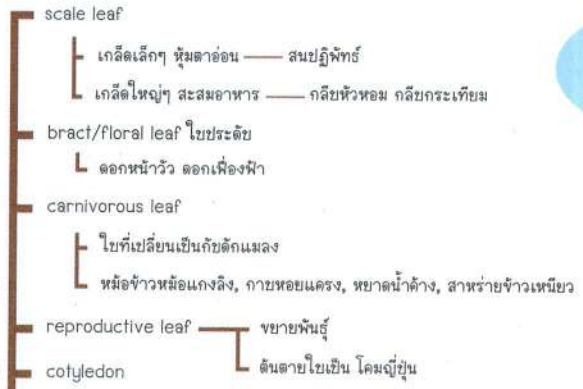 scale leaf
เกล็ดเล็กๆ หุ้มตาอ่อน — สนปฏิพัทธ์
เกล็ดใหญ่ๆ สะสมอาหาร — กลีบหัวหอม กลีบกระเทียม
bract/floral leaf ใบประดับ
ดอกหน้าวัว ดอกเฟื่องฟ้า
carnivorous leaf
ใบที่เปลี่ยนเป็นกับดักแมลง
หม้อข้าวหม้อแกงลิง, กาบหอยแครง, หยาดน้ำค้าง, สาหร่ายข้าวเหนียว
reproductive leaf — ขยายพันธุ์
ต้นตายใบเป็น โคมญี่ปุ่น
cotyledon